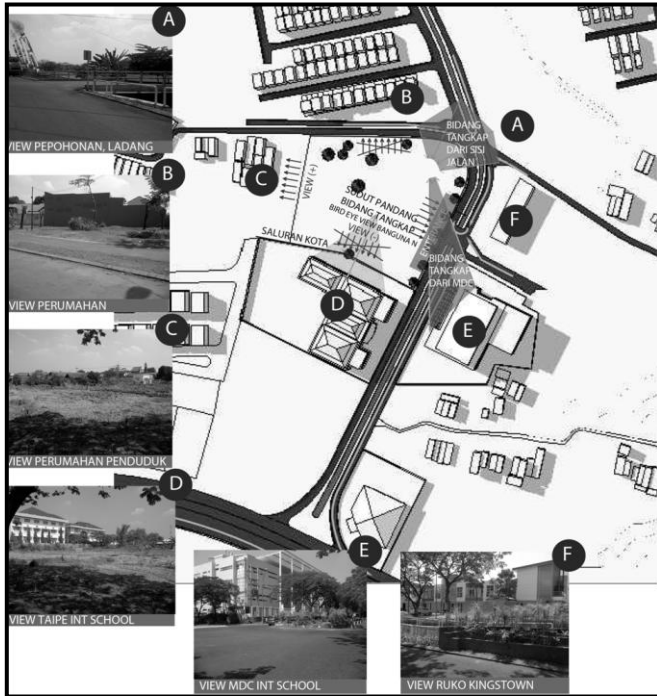 A
VIEW PEPOHONAN, LADANG
B
VIEW PERUMAHAN
C
VIEW PERUMAHAN PENDUDUK
D
VIEW TAIPE INT SCHOOL
E
VIEW MDC INT SCHOOL
F
VIEW RUKO KINGSTOWN
B
A
BIDANG
TANGKAP
DARI SISI
JALAN
C
VIEW (+)
SUDUT PANDANG
BIDANG TANGKAP
BIRD EYE VIEW BANGUNA N
VIEW (-)
SALURAN KOTA
F
BIDANG
TANGKAP
DARI MDC
D
E